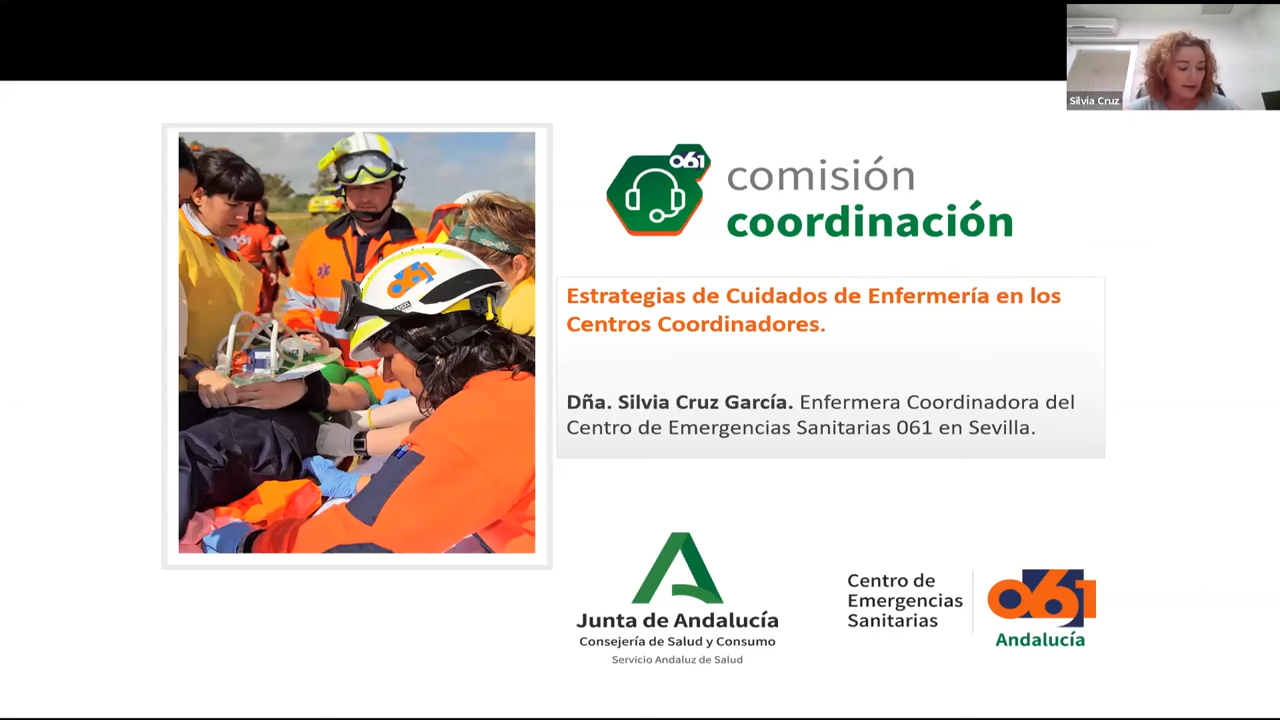 Silvia Cruz
061
comisión
coordinación
061
061
Estrategias de Cuidados de Enfermería en los
Centros Coordinadores.
Dña. Silvia Cruz García. Enfermera Coordinadora del
Centro de Emergencias Sanitarias 061 en Sevilla.
Junta de Andalucía
Consejería de Salud y Consumo
Servicio Andaluz de Salud
Centro de
Emergencias
Sanitarias
061
Andalucía